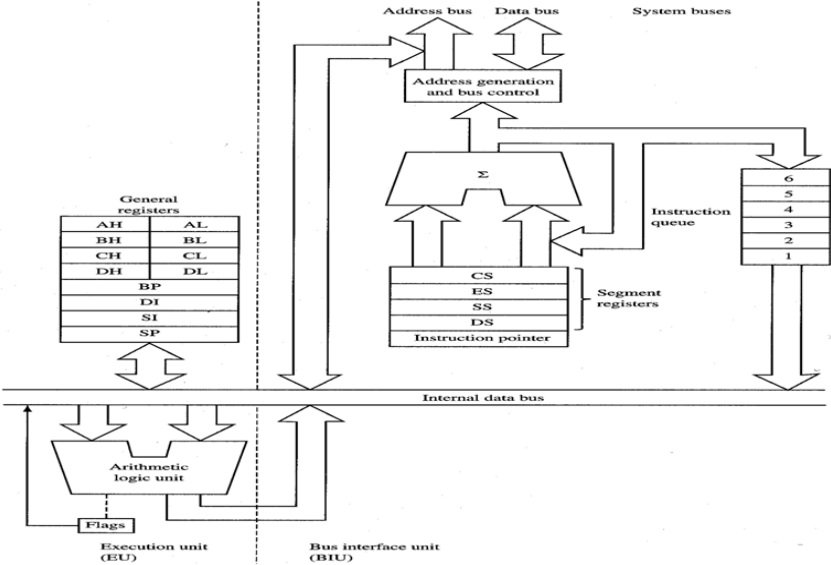 Address bus
Data bus
System buses
Address generation
and bus control
Σ
General
registers
AH AL
BH BL
CH CL
DH DL
BP
DI
SI
SP
CS
ES
SS
DS
Instruction pointer
Segment
registers
Instruction
queue
6
5
4
3
2
1
Internal data bus
Arithmetic
logic unit
Flags
Execution unit
(EU)
Bus interface unit
(BIU)